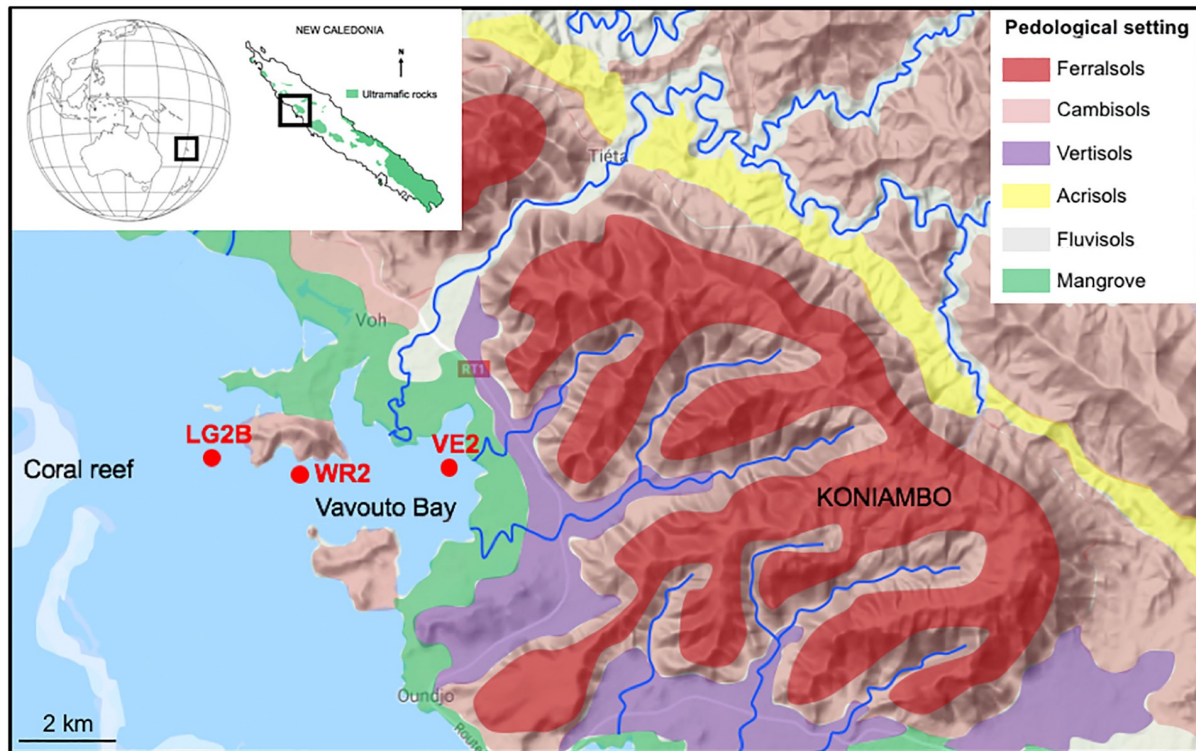 NEW CALEDONIA
N
Ultramafic rocks
Pedological setting
Ferralsols
Cambisols
Vertisols
Acrisols
Fluvisols
Mangrove
Tiéta
Voh
RT1
LG2B
WR2
VE2
Coral reef
Vavouto Bay
KONIAMBO
Oundjo
Route
2 km